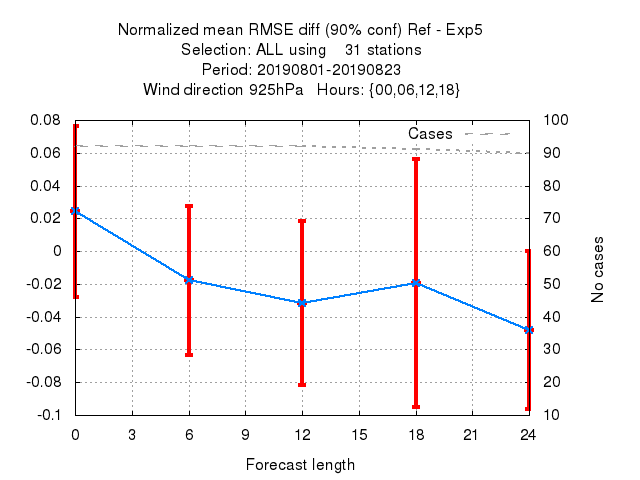 Normalized mean RMSE diff (90% conf) Ref - Exp5
Selection: ALL using    31 stations
Period: 20190801-20190823
Wind direction 925hPa   Hours: {00,06,12,18}
Cases
0.08
0.06
0.04
0.02
0
-0.02
-0.04
-0.06
-0.08
-0.1
100
90
80
70
60
50
40
30
20
10
No cases
0 3 6 9 12 15 18 21 24
Forecast length